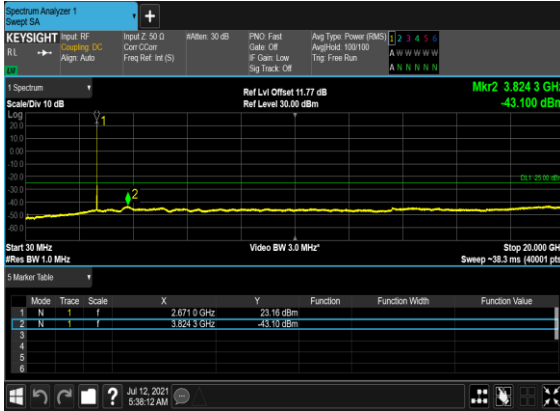 Spectrum Analyzer 1
Swept SA
+
KEYSIGHT Input: RF Input Z: 50 Ω #Atten: 30 dB PNO: Fast Avg Type: Power (RMS) 1 2 3 4 5 6
RL Coupling: DC Corr CCorr Gate: Off Avg|Hold: 100/100 A W W W W W
Align: Auto Freq Ref: Int (S) IF Gain: Low Trig: Free Run A N N N N N
Sig Track: Off
1 Spectrum Ref Lvl Offset 11.77 dB Mkr2 3.824 3 GHz
Scale/Div 10 dB Ref Level 30.00 dBm -43.100 dBm
Log
1
20.0
10.0
0.00
-10.0
DL1 -25.00 dBm
-20.0
-30.0
2
-40.0
-50.0
-60.0
Start 30 MHz Video BW 3.0 MHz* Stop 20.000 GHz
#Res BW 1.0 MHz Sweep ~38.3 ms (40001 pts)
5 Marker Table
Mode Trace Scale X Y Function Function Width Function Value
1 N 1 f 2.671 0 GHz 23.16 dBm
2 N 1 f 3.824 3 GHz -43.10 dBm
3
4
5
6
? Jul 12, 2021
5:38:12 AM